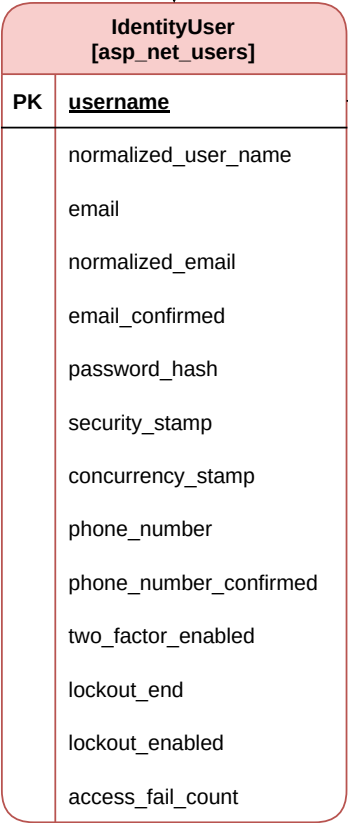 IdentityUser
[asp_net_users]
PK username
normalized_user_name
email
normalized_email
email_confirmed
password_hash
security_stamp
concurrency_stamp
phone_number
phone_number_confirmed
two_factor_enabled
lockout_end
lockout_enabled
access_fail_count